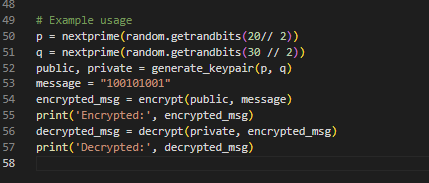 48
49
50 # Example usage
51 p = nextprime(random.getrandbits(20// 2))
q = nextprime(random.getrandbits(30 // 2))
52 public, private = generate_keypair(p, q)
53 message = "100101001"
54 encrypted_msg = encrypt(public, message)
55 print('Encrypted:', encrypted_msg)
56 decrypted_msg = decrypt(private, encrypted_msg)
57 print('Decrypted:', decrypted_msg)
58